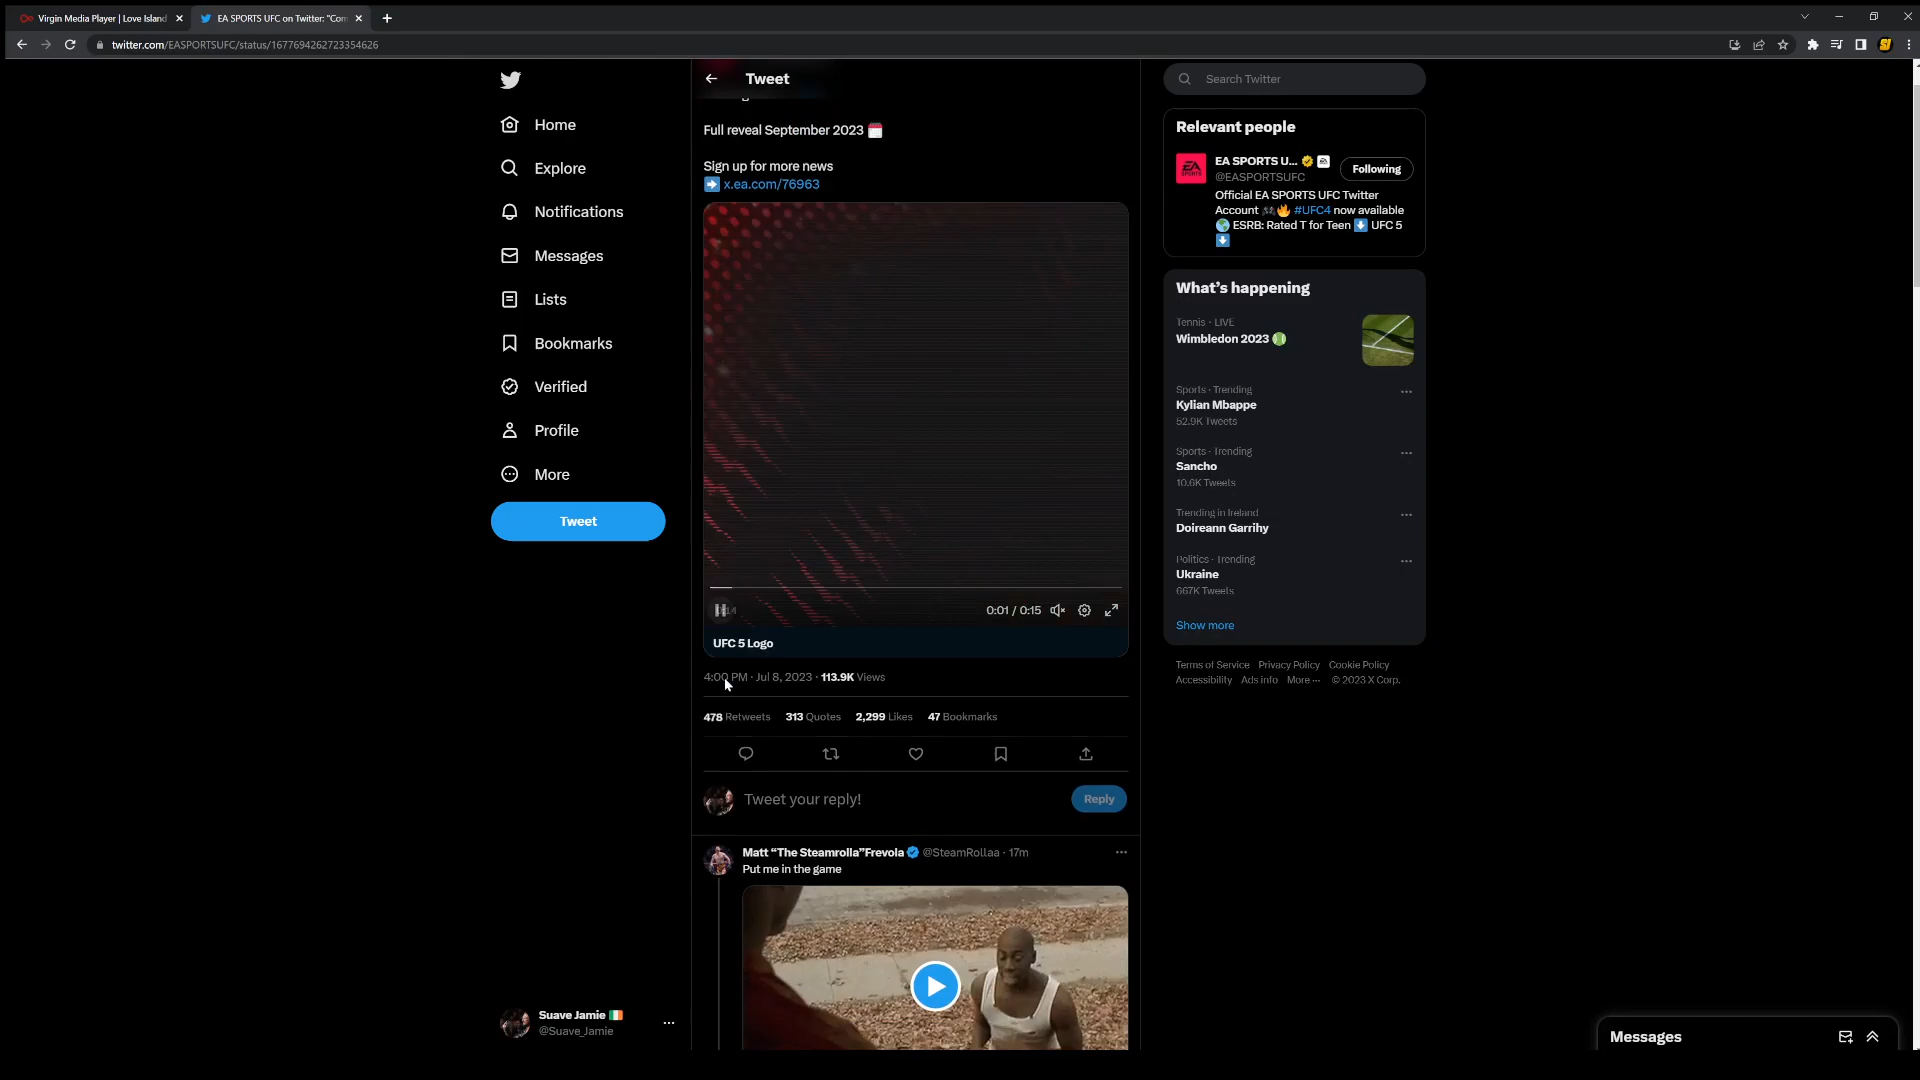 Virgin Media Player | Love Island
EA SPORTS UFC on Twitter: "Com
twitter.com/EASPORTSUFC/status/1677694262723354626
Home
Explore
Notifications
Messages
Lists
Bookmarks
Verified
Profile
More
Tweet
Suave Jamie
@Suave_Jamie
Tweet
Full reveal September 2023
Sign up for more news
x.ea.com/76963
0:01 / 0:15
UFC 5 Logo
4:00 PM · Jul 8, 2023 · 113.9K Views
478 Retweets 313 Quotes 2,299 Likes 47 Bookmarks
Tweet your reply!
Reply
Matt “The Steamrolla”Frevola @SteamRollaa · 17m
Put me in the game
Search Twitter
Relevant people
EA SPORTS U...
Following
@EASPORTSUFC
Official EA SPORTS UFC Twitter
Account #UFC4 now available
ESRB: Rated T for Teen UFC 5
What’s happening
Tennis · LIVE
Wimbledon 2023
Sports · Trending
Kylian Mbappe
52.9K Tweets
Sports · Trending
Sancho
10.6K Tweets
Trending in Ireland
Doireann Garrihy
Politics · Trending
Ukraine
667K Tweets
Show more
Terms of Service Privacy Policy Cookie Policy
Accessibility Ads info More ··· © 2023 X Corp.
Messages